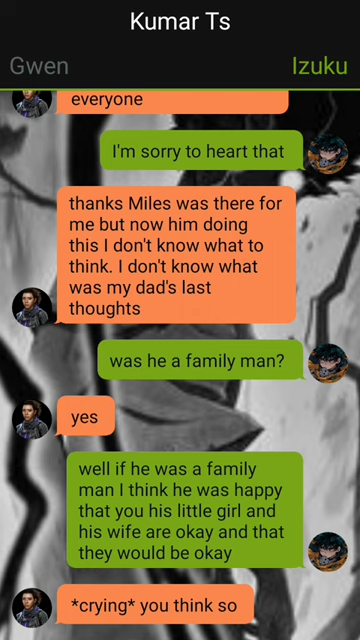 Kumar Ts
Gwen
Izuku
everyone
I'm sorry to heart that
thanks Miles was there for
me but now him doing
this I don't know what to
think. I don't know what
was my dad's last
thoughts
was he a family man?
yes
well if he was a family
man I think he was happy
that you his little girl and
his wife are okay and that
they would be okay
*crying* you think so